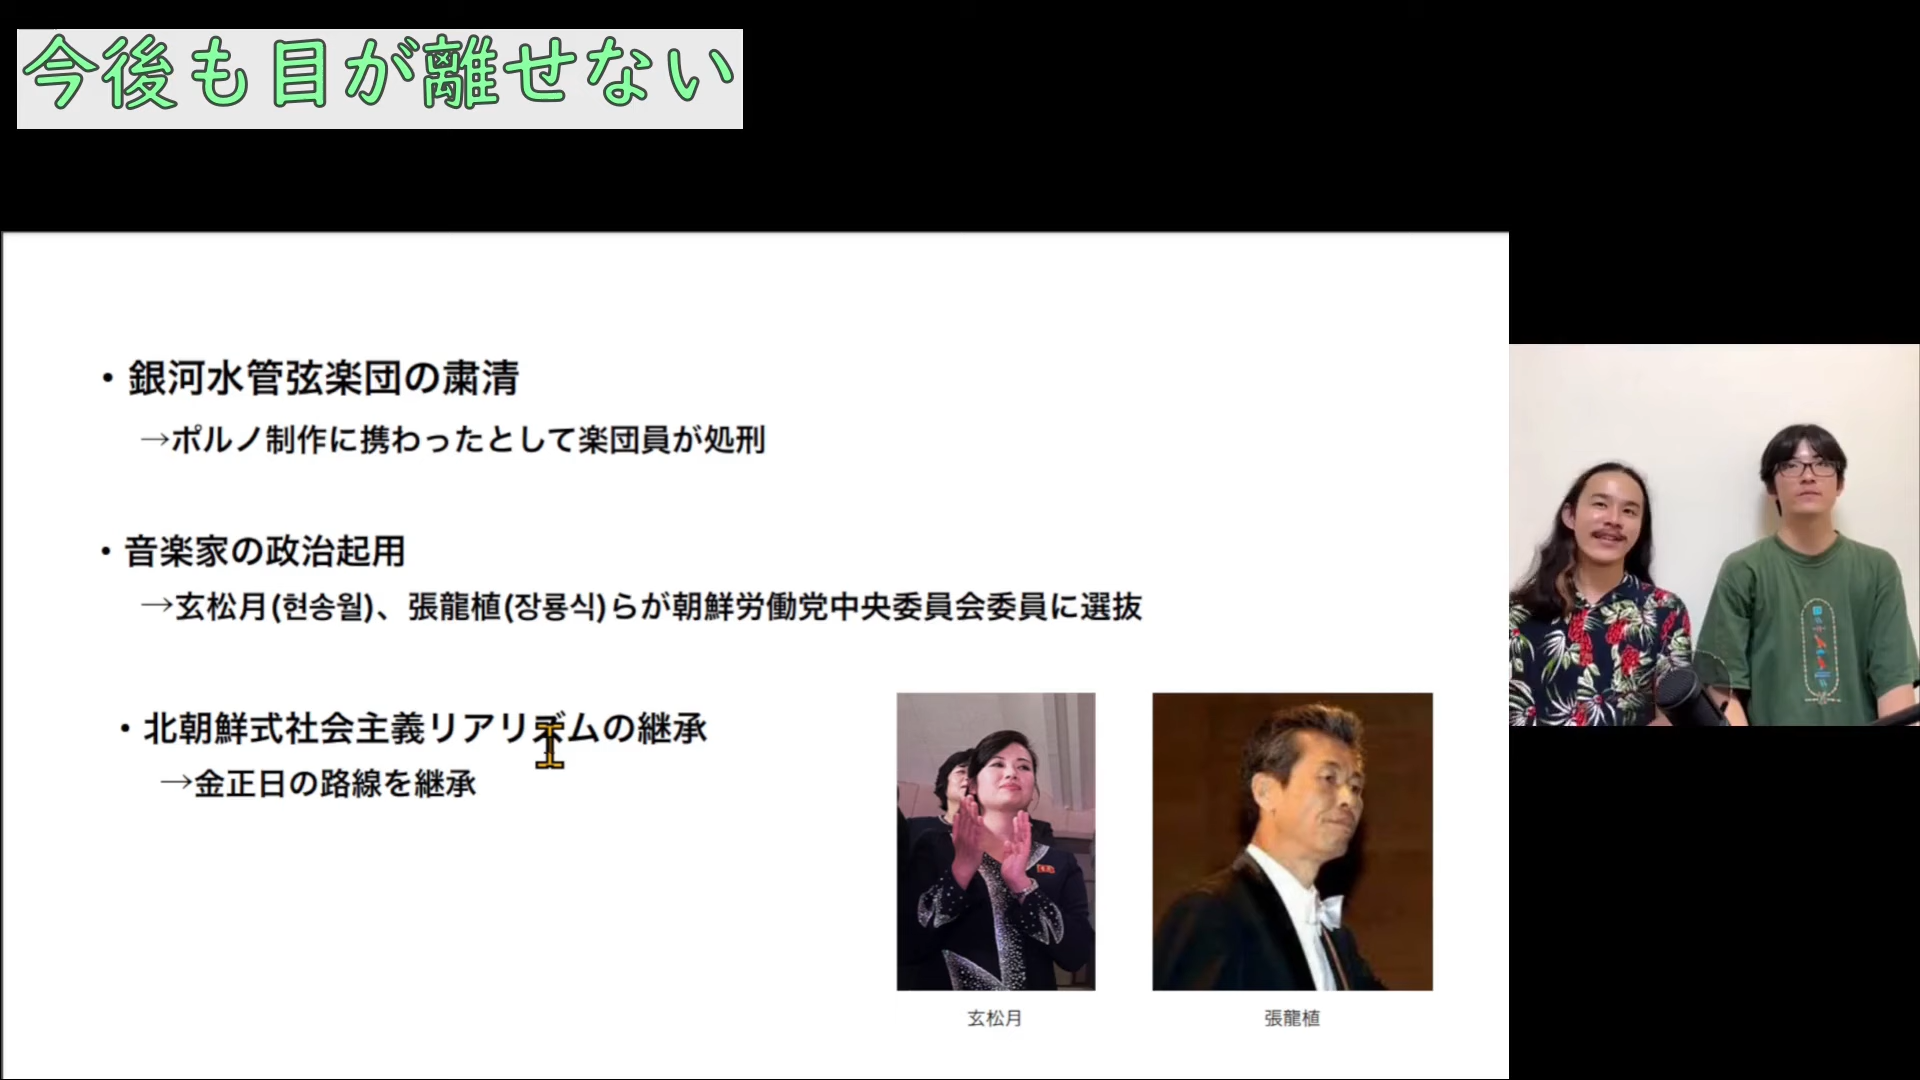 今後も目が離せない
・銀河水管弦楽団の粛清
→ポルノ制作に携わったとして楽団員が処刑
・音楽家の政治起用
→玄松月(현송월)、張龍植(장룡식)らが朝鮮労働党中央委員会委員に選抜
・北朝鮮式社会主義リアリズムの継承
→金正日の路線を継承
玄松月
張龍植